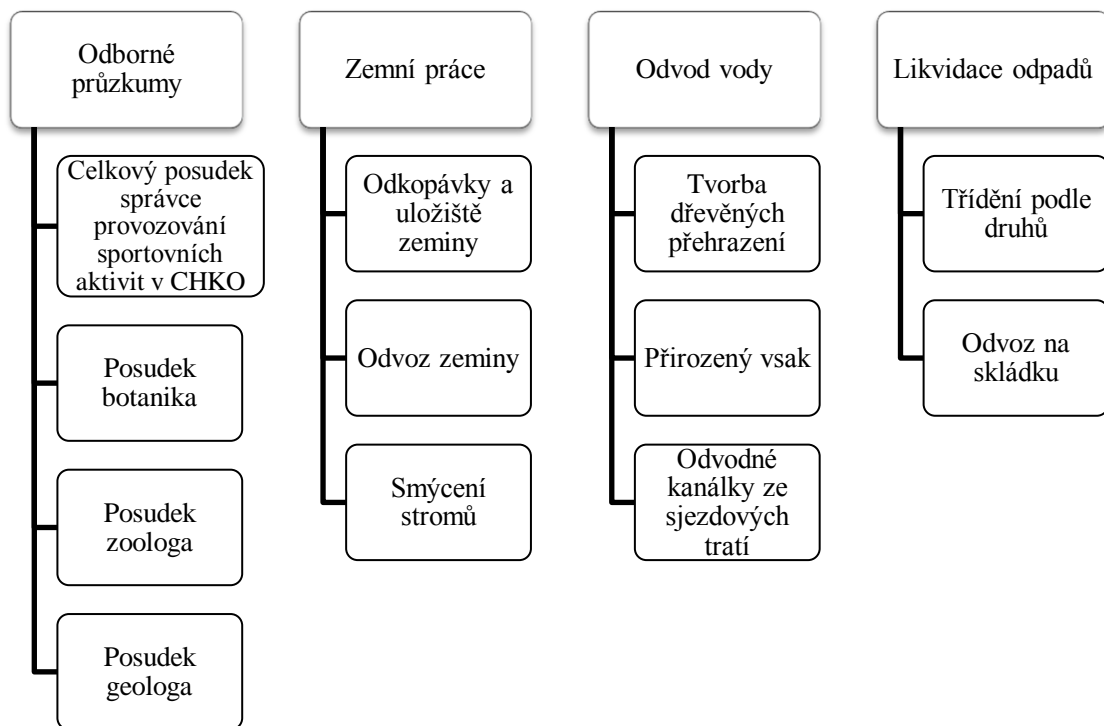 Odborné
průzkumy
Celkový posudek
správce
provozování
sportovních
aktivit v CHKO
Posudek
botanika
Posudek
zoologa
Posudek
geologa
Zemní práce
Odkopávky a
uložiště
zeminy
Odvoz zeminy
Smýcení
stromů
Odvod vody
Tvorba
dřevěných
přehrazení
Přirozený vsak
Odvodné
kanálky ze
sjezdových
tratí
Likvidace odpadů
Třídění podle
druhů
Odvoz na
skládku